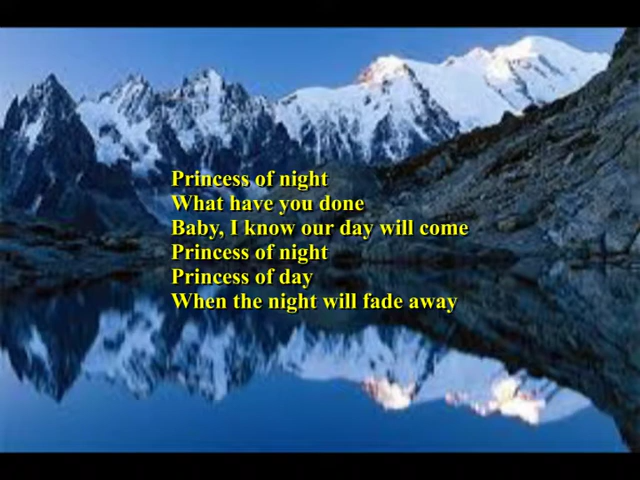 Princess of night
What have you done
Baby, I know our day will come
Princess of night
Princess of day
When the night will fade away